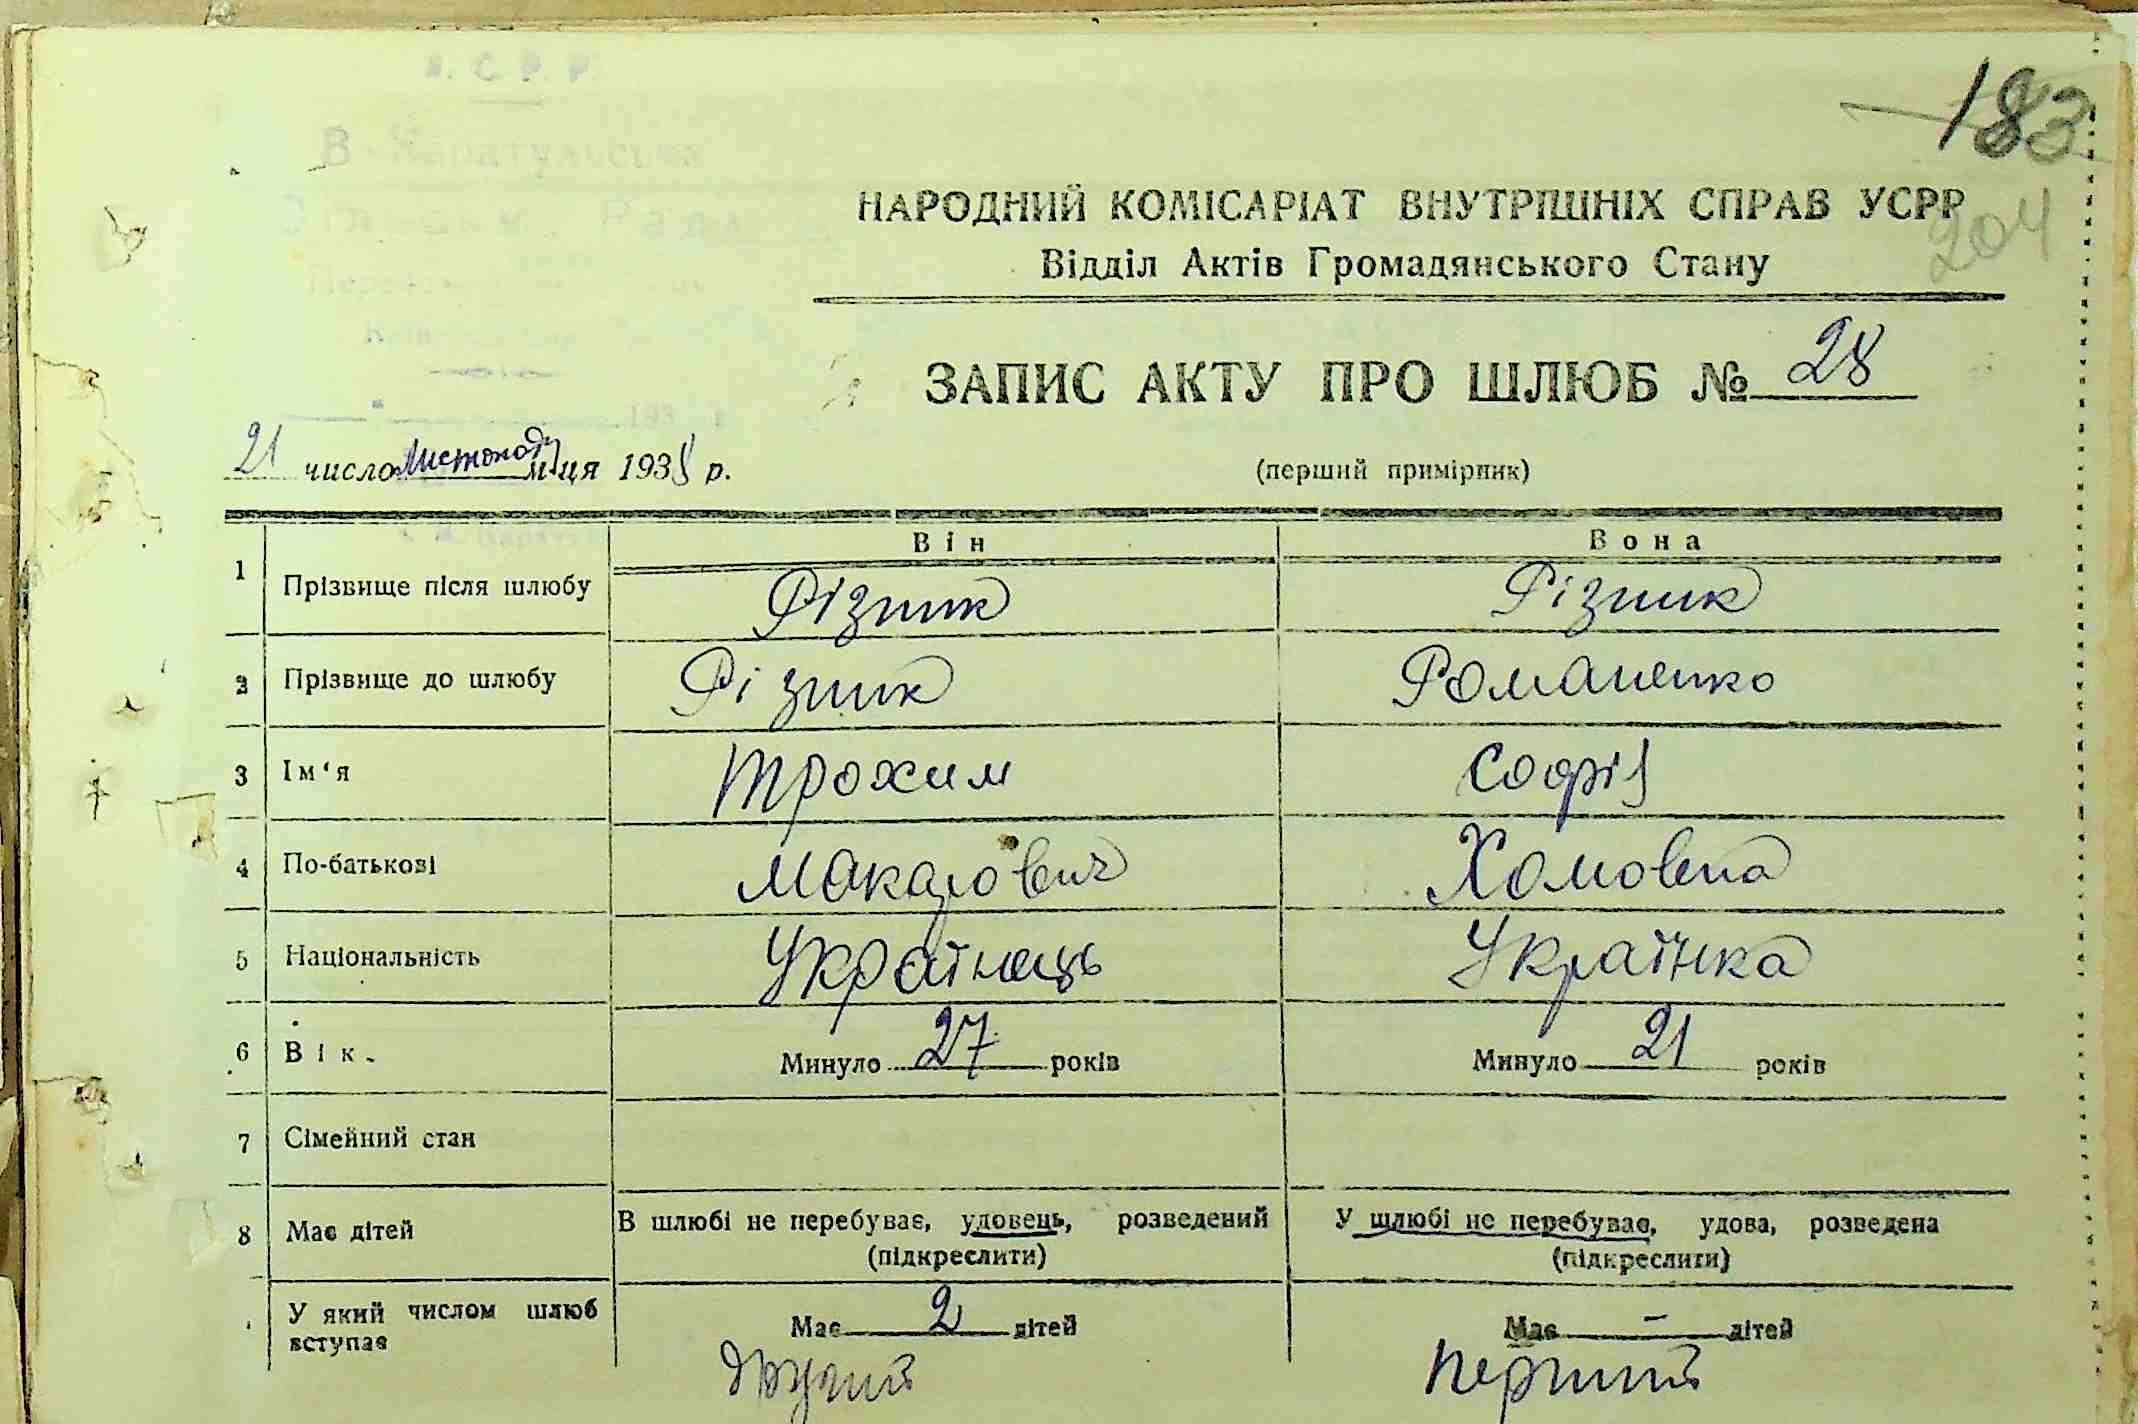 У. С. Р. Р.
183
НАРОДНИЙ КОМІСАРІАТ ВНУТРІШНІХ СПРАВ УСРР
204
Відділ Актів Громадянського Стану
ЗАПИС АКТУ ПРО ШЛЮБ № 28
21 число листопад м-ця 193 р.
(перший примірник)
Він Вона
1 Прізвище після шлюбу Різник Різник
2 Прізвище до шлюбу Різник Романенко
3 Ім'я Трохим Софія
4 По-батькові Макарович Хомовна
5 Національність Українець Українка
6 Вік. Минуло 27 років Минуло 21 років
7 Сімейний стан
8 Має дітей В шлюбі не перебуває, удовець, розведений У шлюбі не перебуває, удова, розведена
(підкреслити) (підкреслити)
У який числом шлюб вступає Має 2 дітей Має - дітей
другий перший